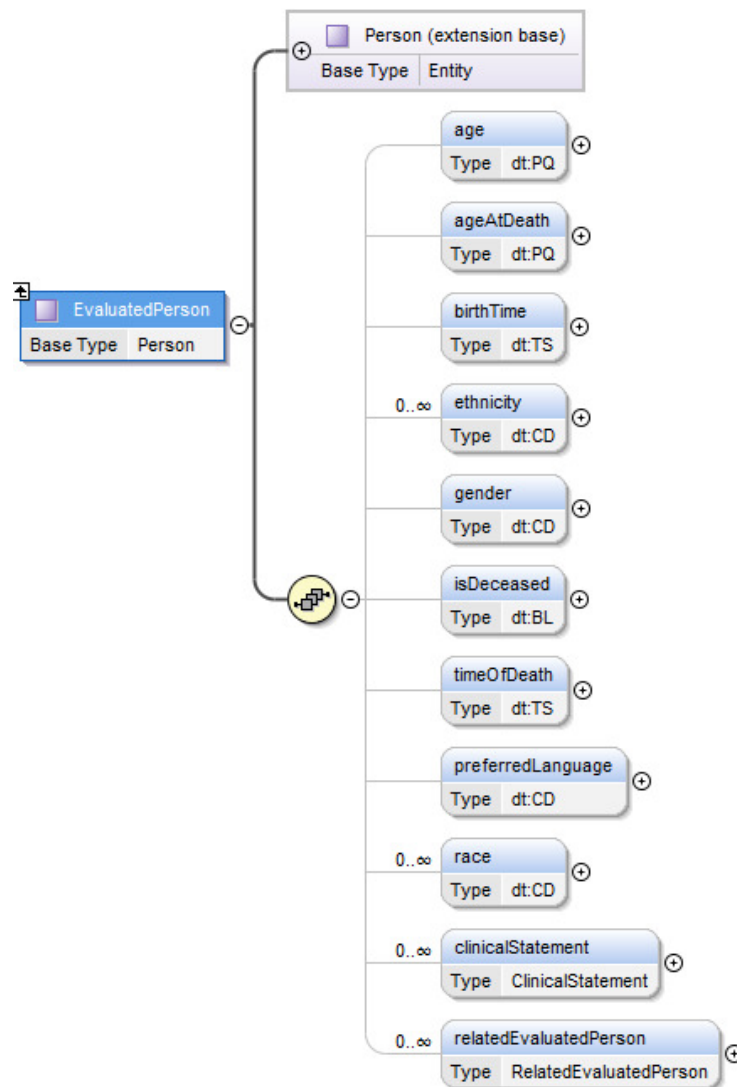 Person (extension base)
Base Type Entity
age
Type dt:PQ
ageAtDeath
Type dt:PQ
EvaluatedPerson
Base Type Person
birthTime
Type dt:TS
0..∞ ethnicity
Type dt:CD
gender
Type dt:CD
isDeceased
Type dt:BL
timeOfDeath
Type dt:TS
preferredLanguage
Type dt:CD
0..∞ race
Type dt:CD
0..∞ clinicalStatement
Type ClinicalStatement
0..∞ relatedEvaluatedPerson
Type RelatedEvaluatedPerson